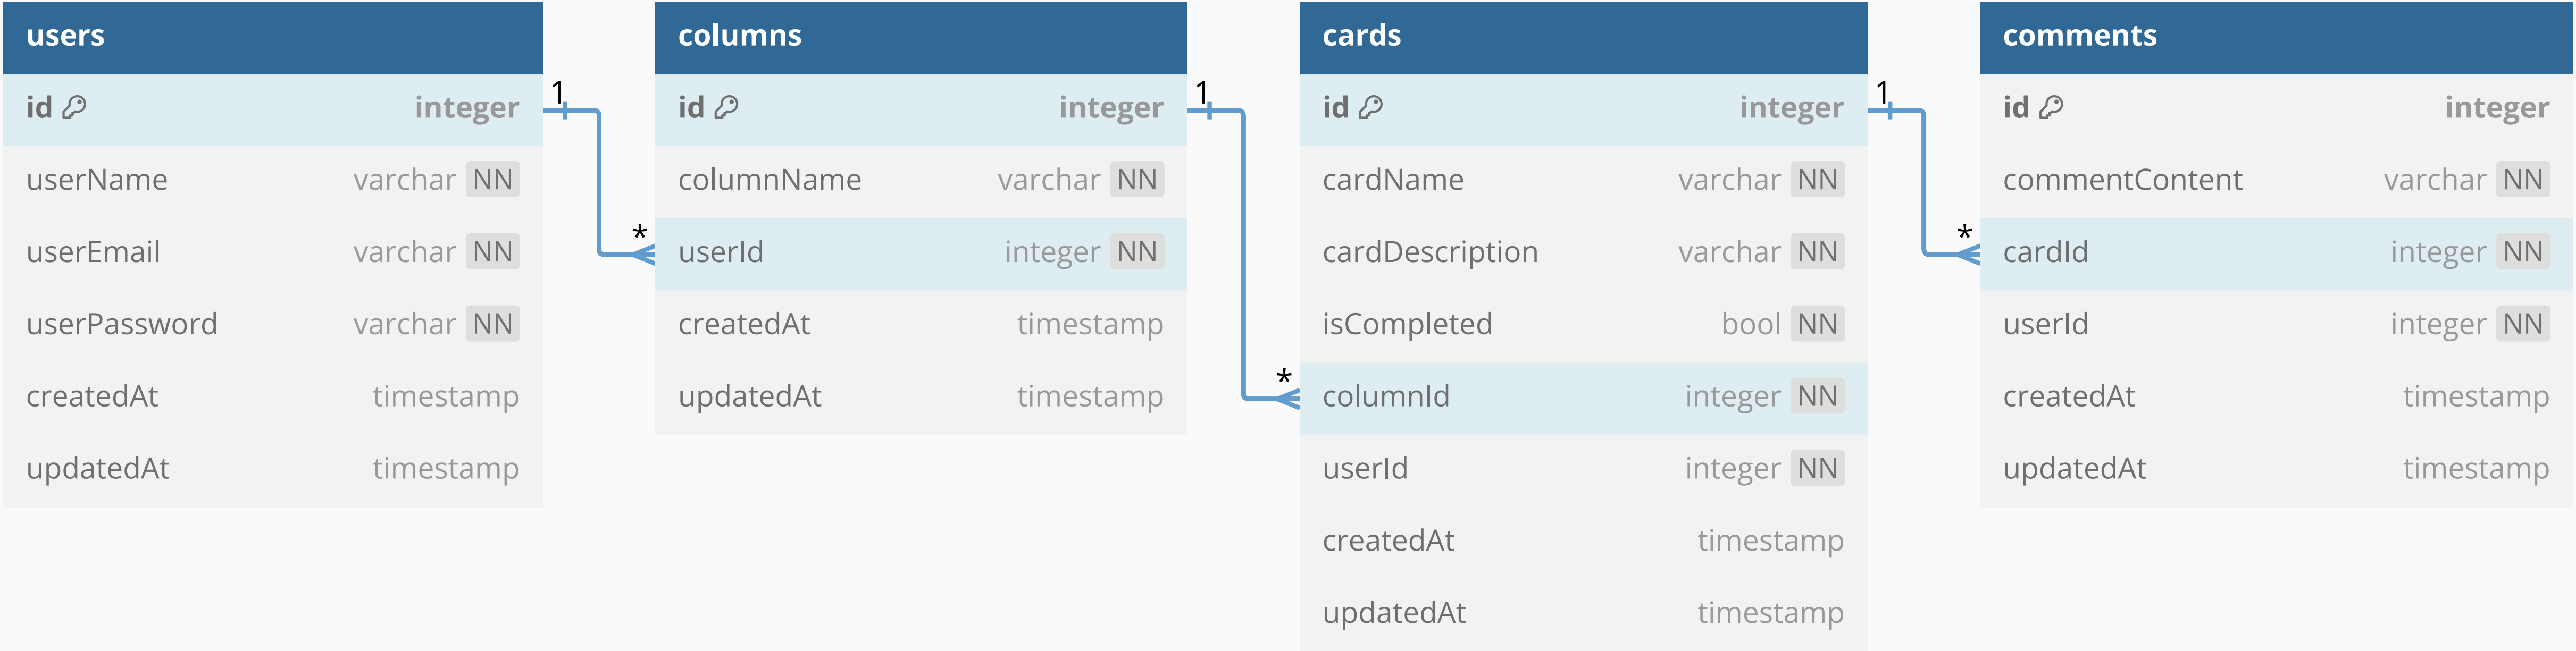 users
id integer
userName varchar NN
userEmail varchar NN
userPassword varchar NN
createdAt timestamp
updatedAt timestamp
1
*
columns
id integer
columnName varchar NN
userId integer NN
createdAt timestamp
updatedAt timestamp
1
*
cards
id integer
cardName varchar NN
cardDescription varchar NN
isCompleted bool NN
columnId integer NN
userId integer NN
createdAt timestamp
updatedAt timestamp
1
*
comments
id integer
commentContent varchar NN
cardId integer NN
userId integer NN
createdAt timestamp
updatedAt timestamp